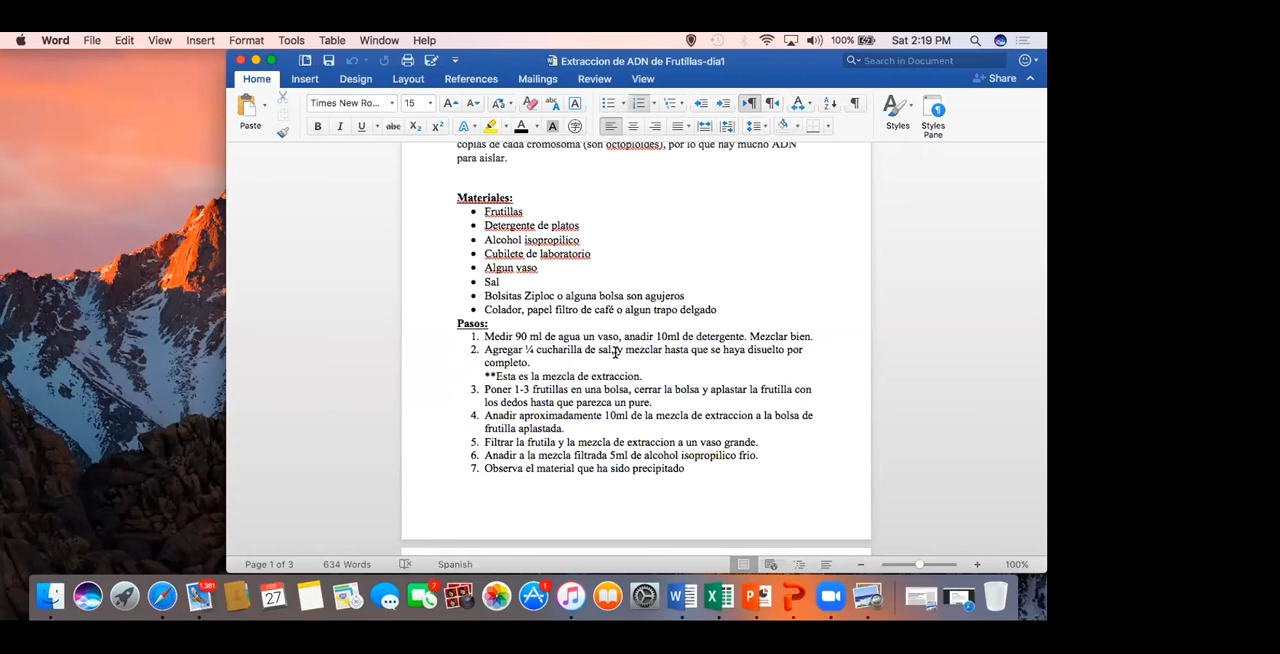 Word File Edit View Insert Format Tools Table Window Help 100% Sat 2:19 PM
Extraccion de ADN de Frutillas-dia1 Search in Document
Home Insert Design Layout References Mailings Review View Share
Times New Ro... 15
Paste Styles Styles Pane
copias de cada cromosoma (son octoploides), por lo que hay mucho ADN
para aislar.
Materiales:
Frutillas
Detergente de platos
Alcohol isopropilico
Cubilete de laboratorio
Algun vaso
Sal
Bolsitas Ziploc o alguna bolsa son agujeros
Colador, papel filtro de café o algun trapo delgado
Pasos:
1. Medir 90 ml de agua un vaso, anadir 10ml de detergente. Mezclar bien.
2. Agregar ¼ cucharilla de sal, y mezclar hasta que se haya disuelto por
completo.
**Esta es la mezcla de extraccion.
3. Poner 1-3 frutillas en una bolsa, cerrar la bolsa y aplastar la frutilla con
los dedos hasta que parezca un pure.
4. Anadir aproximadamente 10ml de la mezcla de extraccion a la bolsa de
frutilla aplastada.
5. Filtrar la frutila y la mezcla de extraccion a un vaso grande.
6. Anadir a la mezcla filtrada 5ml de alcohol isopropilico frio.
7. Observa el material que ha sido precipitado
Page 1 of 3 634 Words Spanish 100%
FEB
27